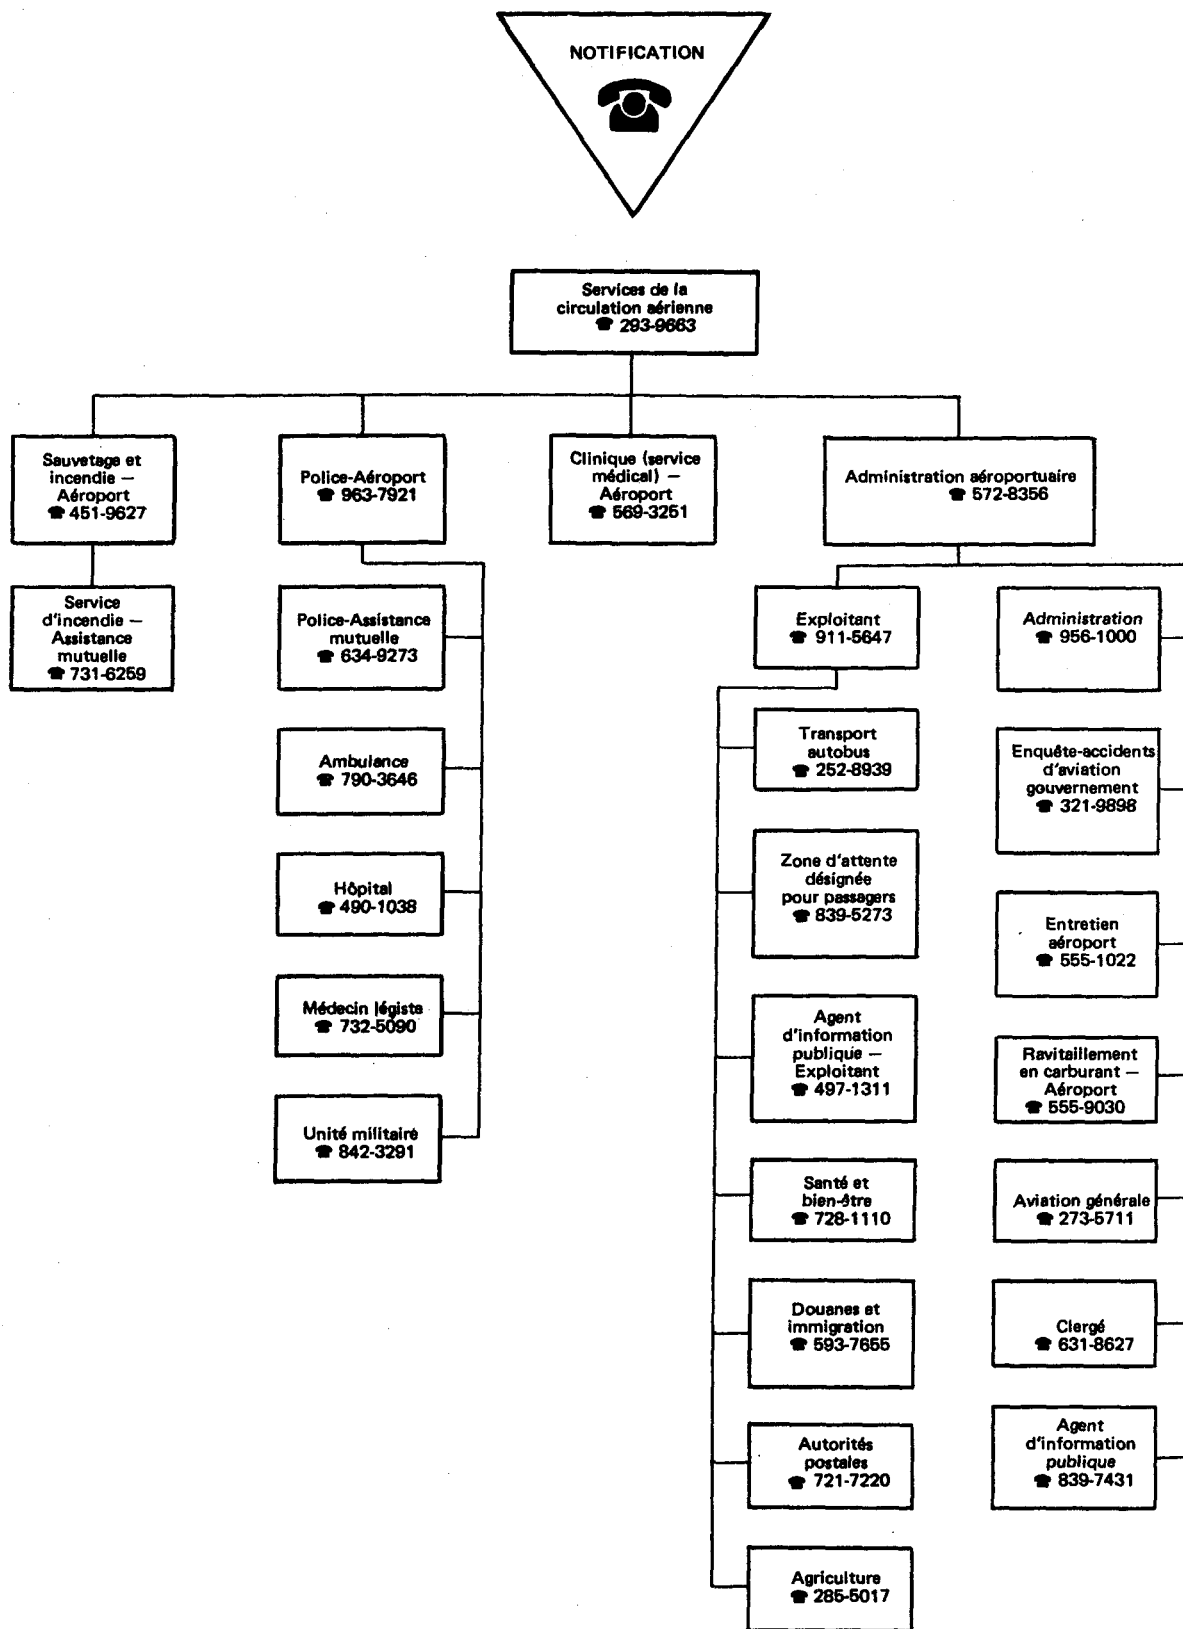 NOTIFICATION
Services de la
circulation aérienne
☎ 293-9663
Sauvetage et
incendie —
Aéroport
☎ 451-9627
Police-Aéroport
☎ 963-7921
Clinique (service
médical) —
Aéroport
☎ 569-3251
Administration aéroportuaire
☎ 572-8356
Service
d'incendie —
Assistance
mutuelle
☎ 731-6259
Police-Assistance
mutuelle
☎ 634-9273
Ambulance
☎ 790-3646
Hôpital
☎ 490-1038
Médecin légiste
☎ 732-5090
Unité militaire
☎ 842-3291
Exploitant
☎ 911-5647
Transport
autobus
☎ 252-8939
Zone d'attente
désignée
pour passagers
☎ 839-5273
Agent
d'information
publique —
Exploitant
☎ 497-1311
Santé et
bien-être
☎ 728-1110
Douanes et
immigration
☎ 593-7655
Autorités
postales
☎ 721-7220
Agriculture
☎ 285-5017
Administration
☎ 956-1000
Enquête-accidents
d'aviation
gouvernement
☎ 321-9898
Entretien
aéroport
☎ 555-1022
Ravitaillement
en carburant —
Aéroport
☎ 555-9030
Aviation générale
☎ 273-5711
Clergé
☎ 631-8627
Agent
d'information
publique
☎ 839-7431